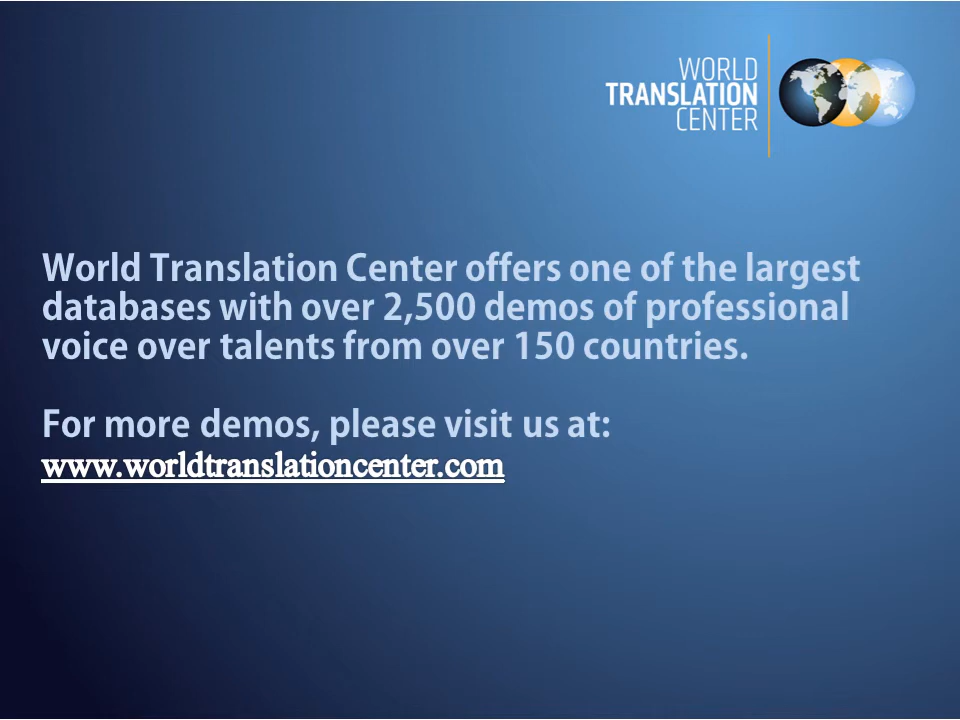 WORLD
TRANSLATION
CENTER
World Translation Center offers one of the largest
databases with over 2,500 demos of professional
voice over talents from over 150 countries.
For more demos, please visit us at:
www.worldtranslationcenter.com